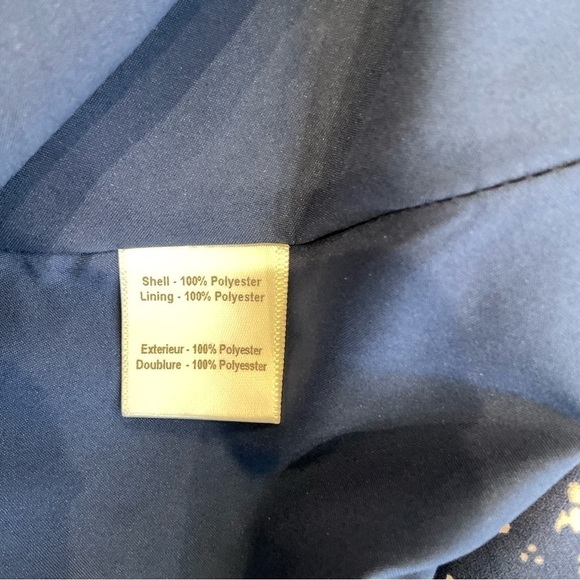 Shell - 100% Polyester
Lining - 100% Polyester
Exterieur - 100% Polyester
Doublure - 100% Polyesster